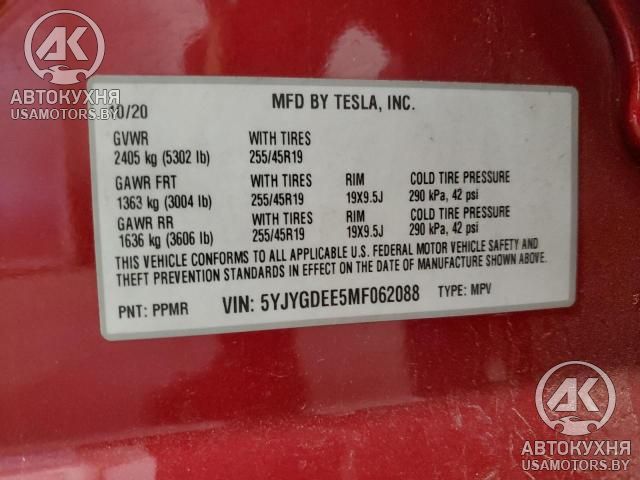 АК
АВТОКУХНЯ
USAMOTORS.BY
10/20
MFD BY TESLA, INC.
GVWR WITH TIRES
2405 kg (5302 lb) 255/45R19
GAWR FRT WITH TIRES RIM COLD TIRE PRESSURE
1363 kg (3004 lb) 255/45R19 19X9.5J 290 kPa, 42 psi
GAWR RR WITH TIRES RIM COLD TIRE PRESSURE
1636 kg (3606 lb) 255/45R19 19X9.5J 290 kPa, 42 psi
THIS VEHICLE CONFORMS TO ALL APPLICABLE U.S. FEDERAL MOTOR VEHICLE SAFETY AND
THEFT PREVENTION STANDARDS IN EFFECT ON THE DATE OF MANUFACTURE SHOWN ABOVE.
PNT: PPMR VIN: 5YJYGDEE5MF062088 TYPE: MPV
АК
АВТОКУХНЯ
USAMOTORS.BY